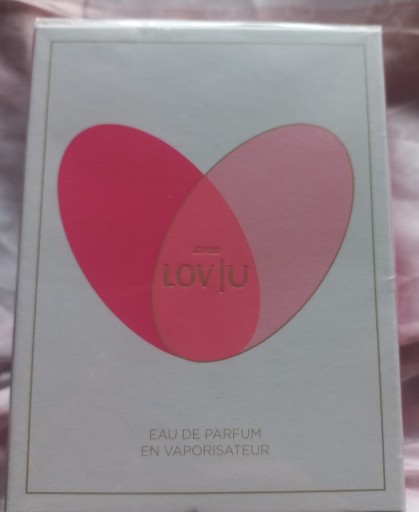 AVON
LOV|U
EAU DE PARFUM
EN VAPORISATEUR